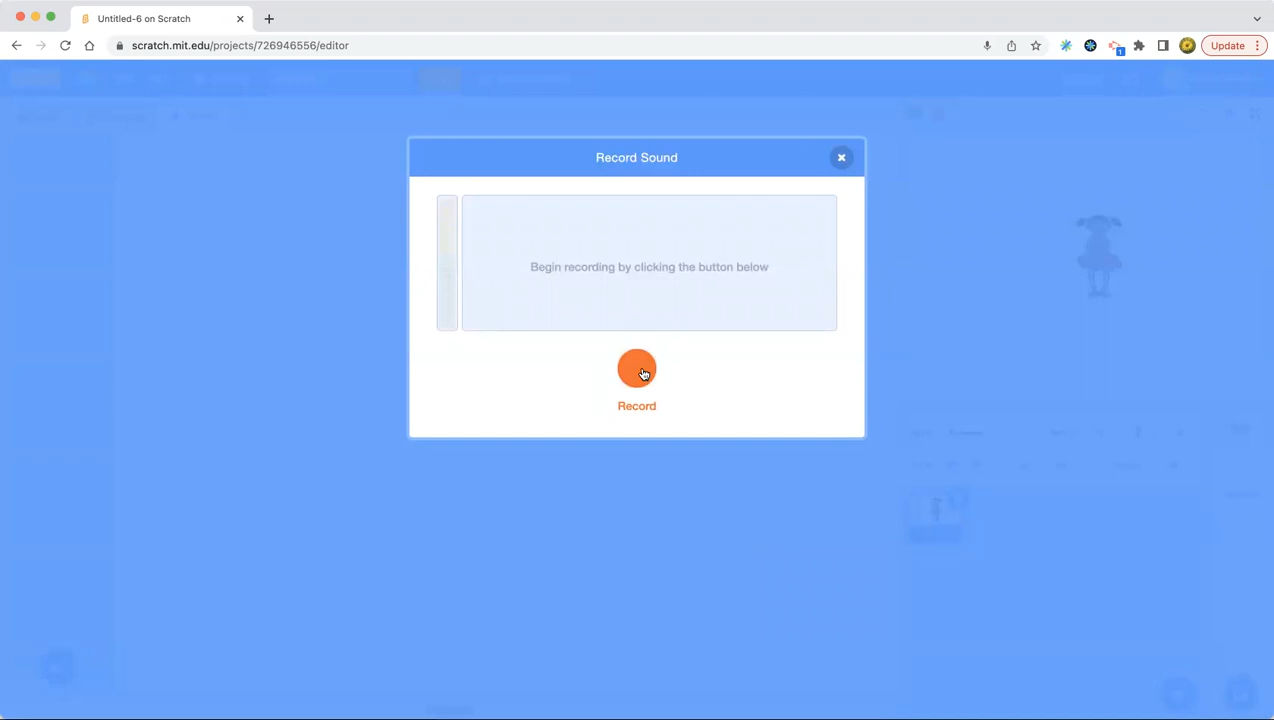 Untitled-6 on Scratch
scratch.mit.edu/projects/726946556/editor
1
Update
Record Sound
Begin recording by clicking the button below
Record